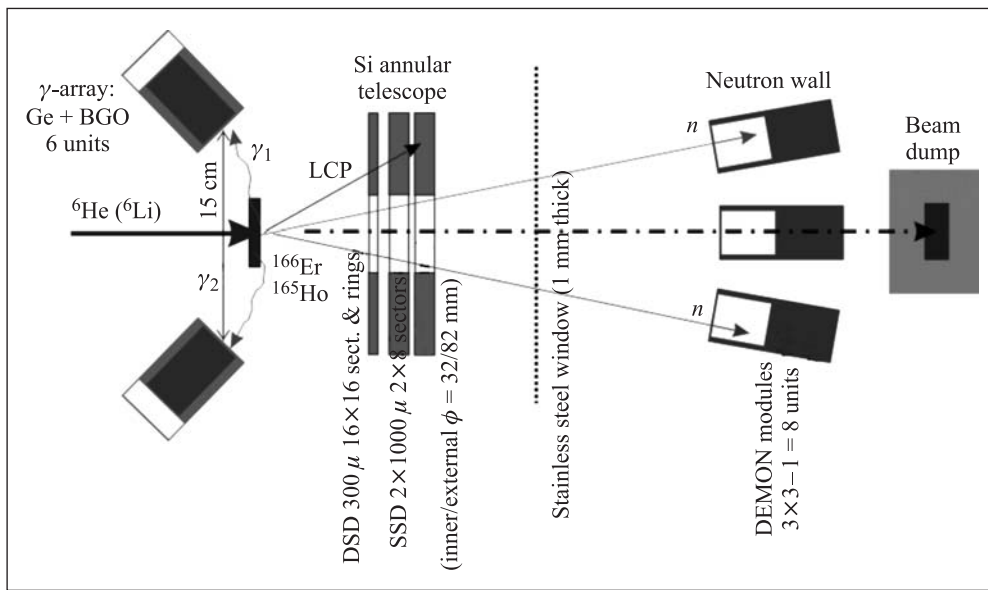 γ-array:
Ge + BGO
6 units
γ₁
15 cm
γ₂
⁶He (⁶Li)
¹⁶⁶Er
¹⁶⁵Ho
Si annular
telescope
LCP
DSD 300 μ 16×16 sect. & rings
SSD 2×1000 μ 2×8 sectors
(inner/external ϕ = 32/82 mm)
Stainless steel window (1 mm thick)
Neutron wall
n
n
DEMON modules
3×3−1 = 8 units
Beam
dump